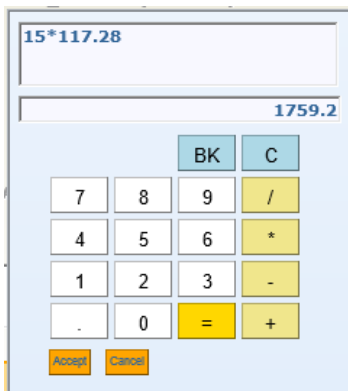 15*117.28
1759.2
BK C
7 8 9 /
4 5 6 *
1 2 3 -
. 0 = +
Accept Cancel